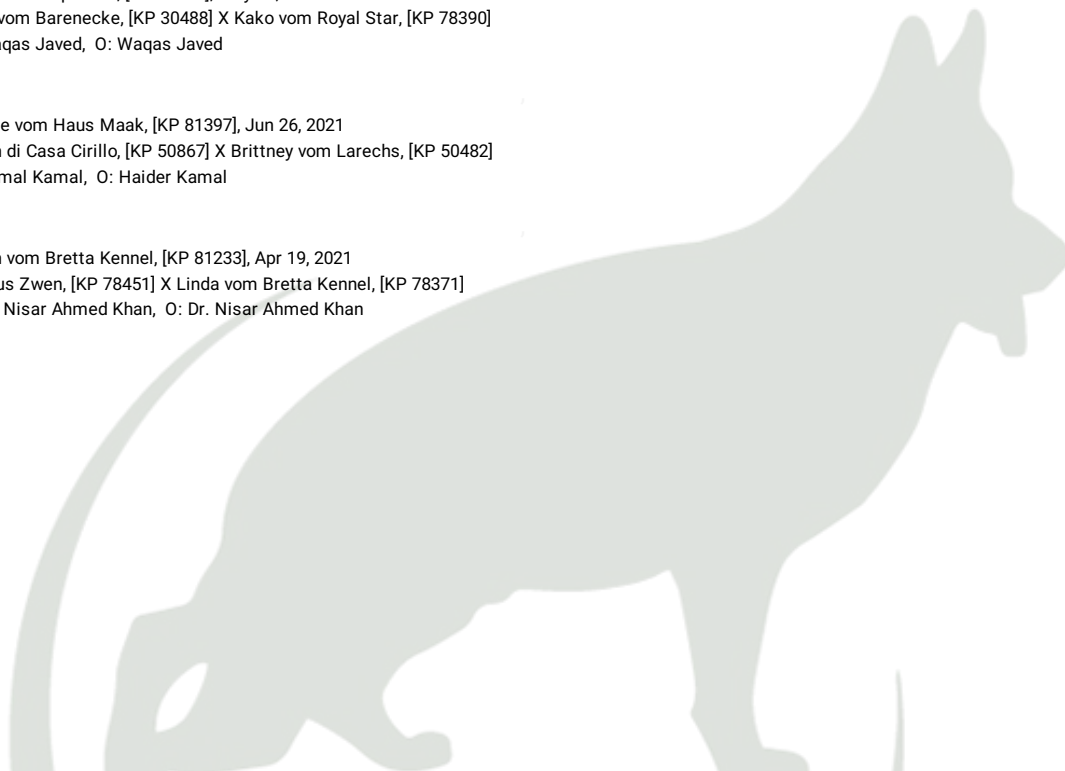 vom Barenecke, [KP 30488] X Kako vom Royal Star, [KP 78390]
Javed, O: Waqas Javed
vom Haus Maak, [KP 81397], Jun 26, 2021
di Casa Cirillo, [KP 50867] X Brittney vom Larechs, [KP 50482]
Kamal, O: Haider Kamal
vom Bretta Kennel, [KP 81233], Apr 19, 2021
Zwen, [KP 78451] X Linda vom Bretta Kennel, [KP 78371]
Nisar Ahmed Khan, O: Dr. Nisar Ahmed Khan